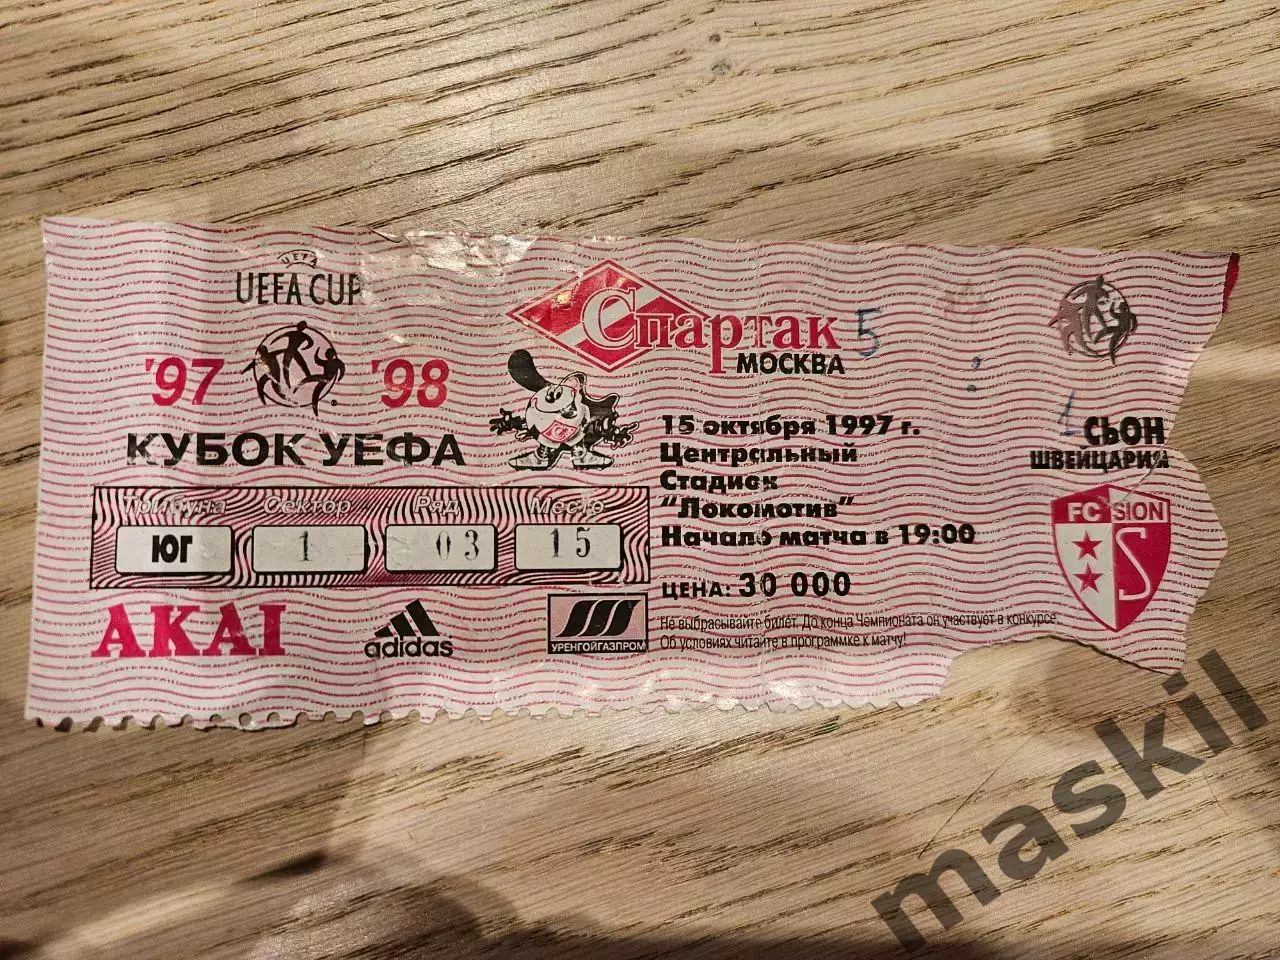 UEFA
UEFA CUP
'97 '98
КУБОК УЕФА
Трибуна Сектор Ряд Место
ЮГ 1 03 15
AKAI
adidas
УРЕНГОЙГАЗПРОМ
Спартак 5
МОСКВА
15 октября 1997 г.
Центральный
Стадион
"Локомотив"
Начало матча в 19:00
ЦЕНА: 30 000
Не выбрасывайте билет. До конца Чемпионата он участвует в конкурсе.
Об условиях читайте в программке к матчу!
:
1 СЬОН
ШВЕЙЦАРИЯ
FC SION
S
maskil